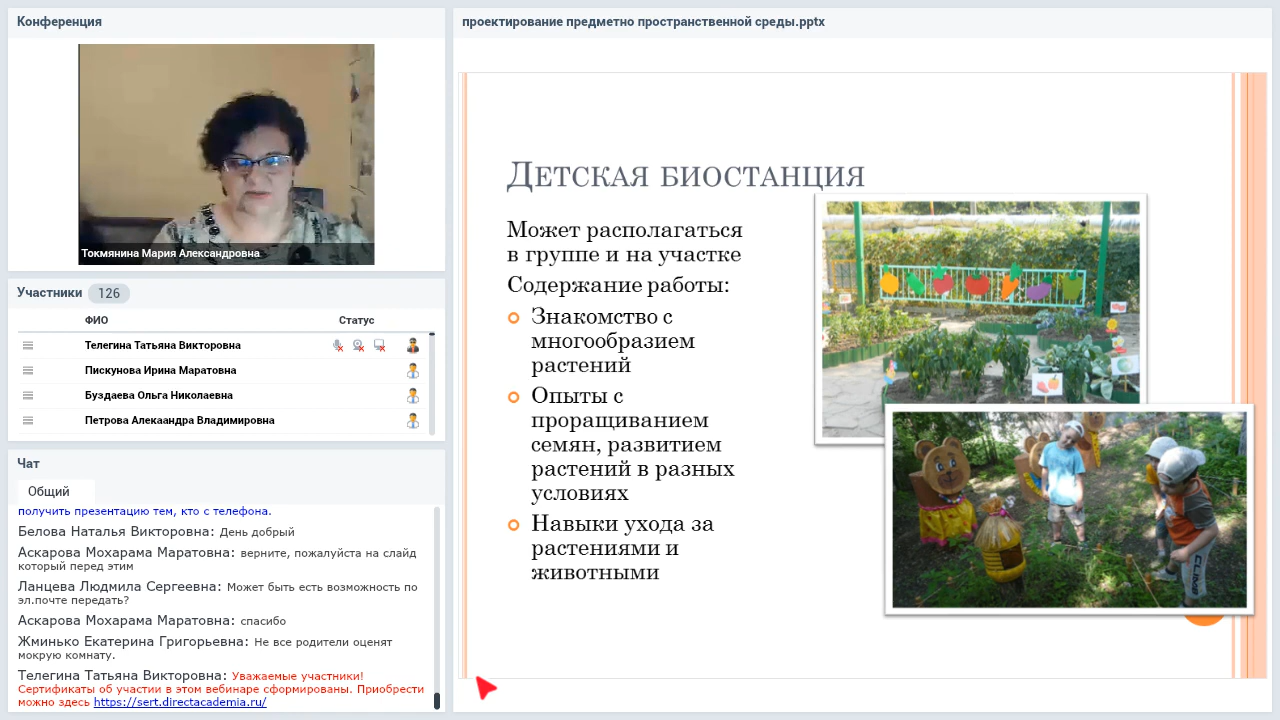 Конференция
Токмянина Мария Александровна
Участники 126
ФИО Статус
Телегина Татьяна Викторовна
Пискунова Ирина Маратовна
Буздаева Ольга Николаевна
Петрова Алекаандра Владимировна
Чат
Общий
получить презентацию тем, кто с телефона.
Белова Наталья Викторовна: День добрый
Аскарова Мохарама Маратовна: верните, пожалуйста на слайд
который перед этим
Ланцева Людмила Сергеевна: Может быть есть возможность по
эл.почте передать?
Аскарова Мохарама Маратовна: спасибо
Жминько Екатерина Григорьевна: Не все родители оценят
мокрую комнату.
Телегина Татьяна Викторовна: Уважаемые участники!
Сертификаты об участии в этом вебинаре сформированы. Приобрести
можно здесь https://sert.directacademia.ru/
проектирование предметно пространственной среды.pptx
Детская биостанция
Может располагаться
в группе и на участке
Содержание работы:
Знакомство с
многообразием
растений
Опыты с
проращиванием
семян, развитием
растений в разных
условиях
Навыки ухода за
растениями и
животными